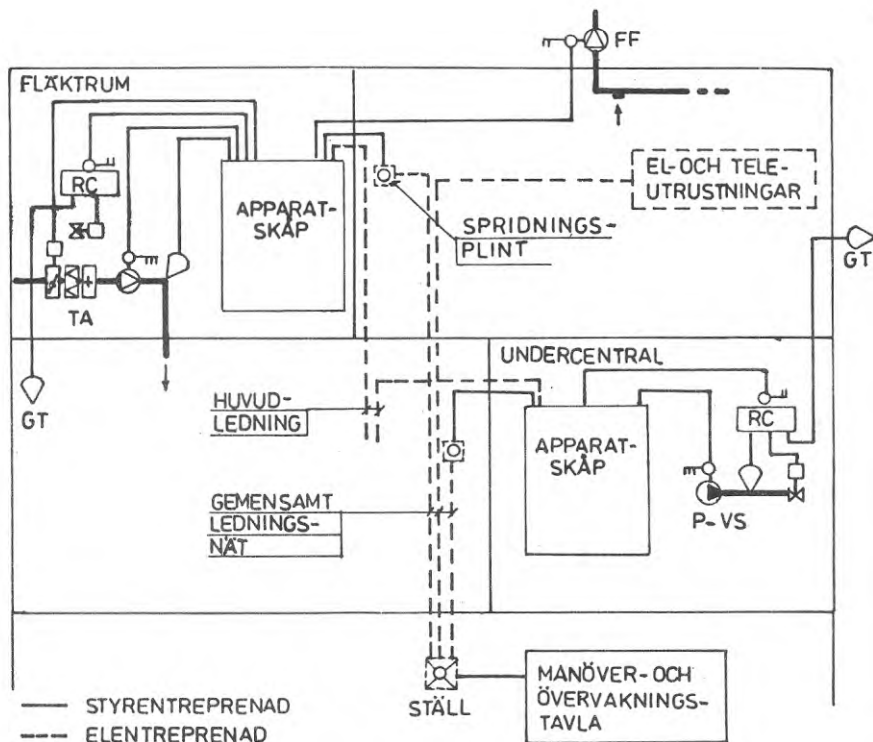 FF
FLÄKTRUM
RC
APPARAT-
SKÅP
EL-OCH TELE-
UTRUSTNINGAR
SPRIDNINGS-
PLINT
GT
TA
UNDERCENTRAL
GT
HUVUD-
LEDNING
RC
APPARAT-
SKÅP
GEMENSAMT
LEDNINGS-
NÄT
P-VS
MANÖVER-OCH
ÖVERVAKNINGS-
TAVLA
STÄLL
STYRENTREPRENAD
ELENTREPRENAD